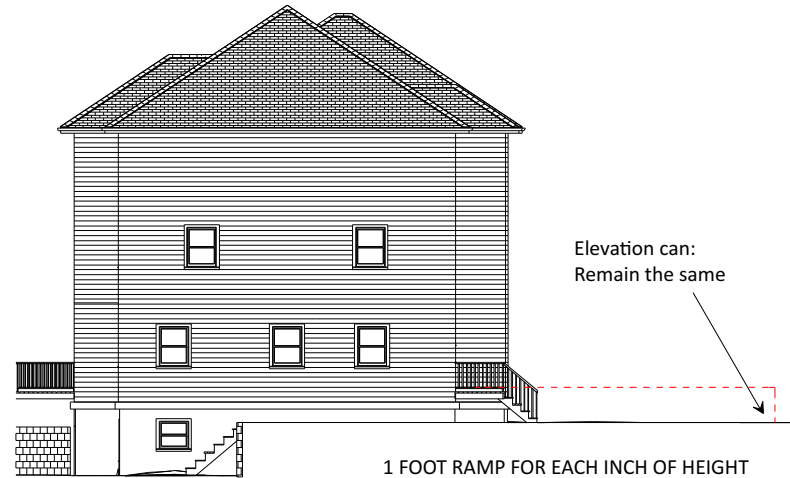 Elevation can:
Remain the same
1 FOOT RAMP FOR EACH INCH OF HEIGHT